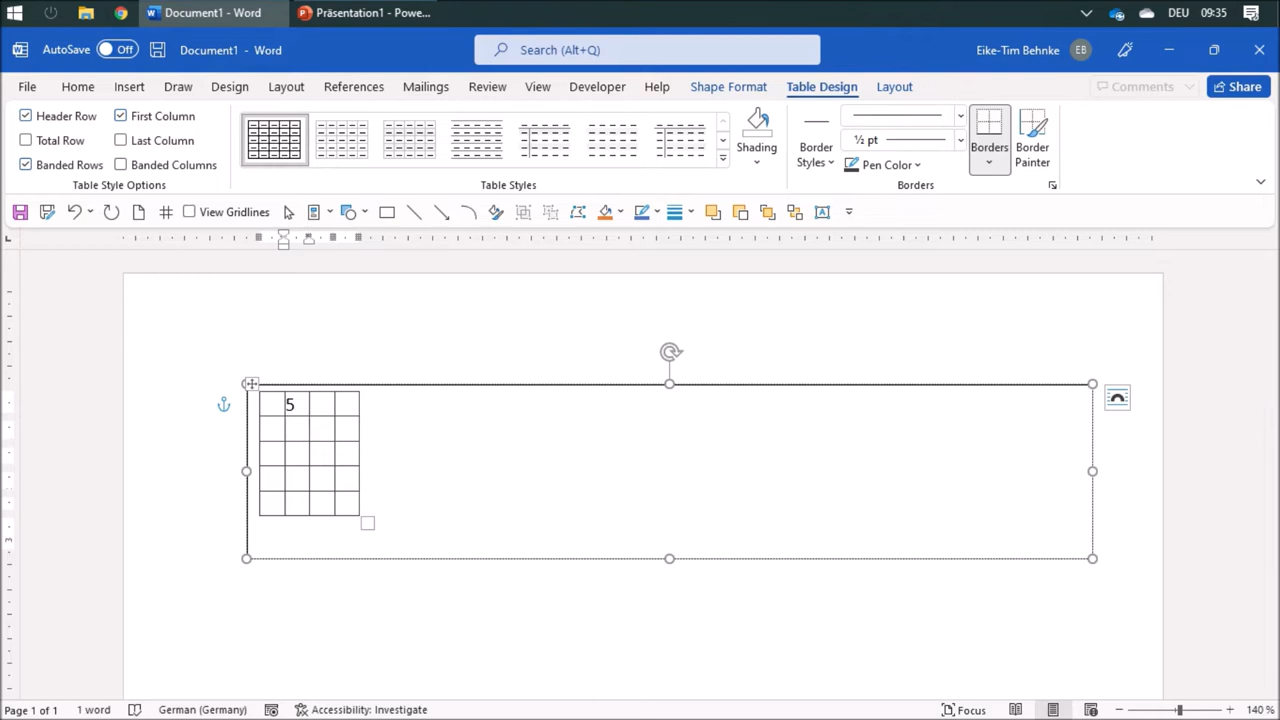 Document1 - Word
Präsentation1 - Powe...
DEU
09:35
AutoSave
Off
Document1 - Word
Search (Alt+Q)
Eike-Tim Behnke
EB
File
Home
Insert
Draw
Design
Layout
References
Mailings
Review
View
Developer
Help
Shape Format
Table Design
Layout
Comments
Share
Header Row
First Column
Total Row
Last Column
Banded Rows
Banded Columns
Table Style Options
Table Styles
Shading
Border Styles
½ pt
Pen Color
Borders
Border Painter
Borders
View Gridlines
5
Page 1 of 1
1 word
German (Germany)
Accessibility: Investigate
Focus
140 %